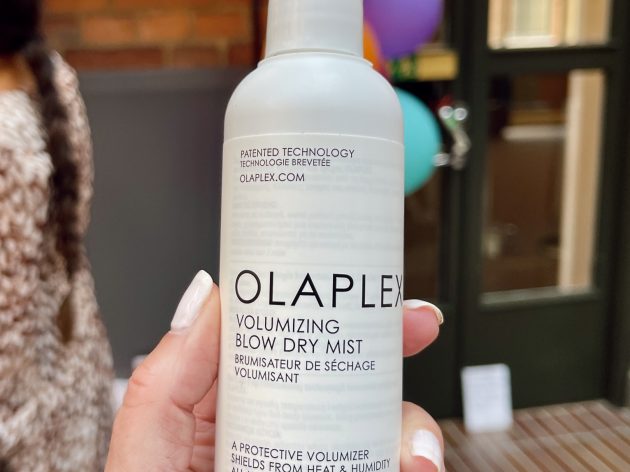 PATENTED TECHNOLOGY
TECHNOLOGIE BREVETÉE
OLAPLEX.COM
OLAPLEX
VOLUMIZING
BLOW DRY MIST
BRUMISATEUR DE SÉCHAGE
VOLUMISANT
A PROTECTIVE VOLUMIZER
SHIELDS FROM HEAT & HUMIDITY